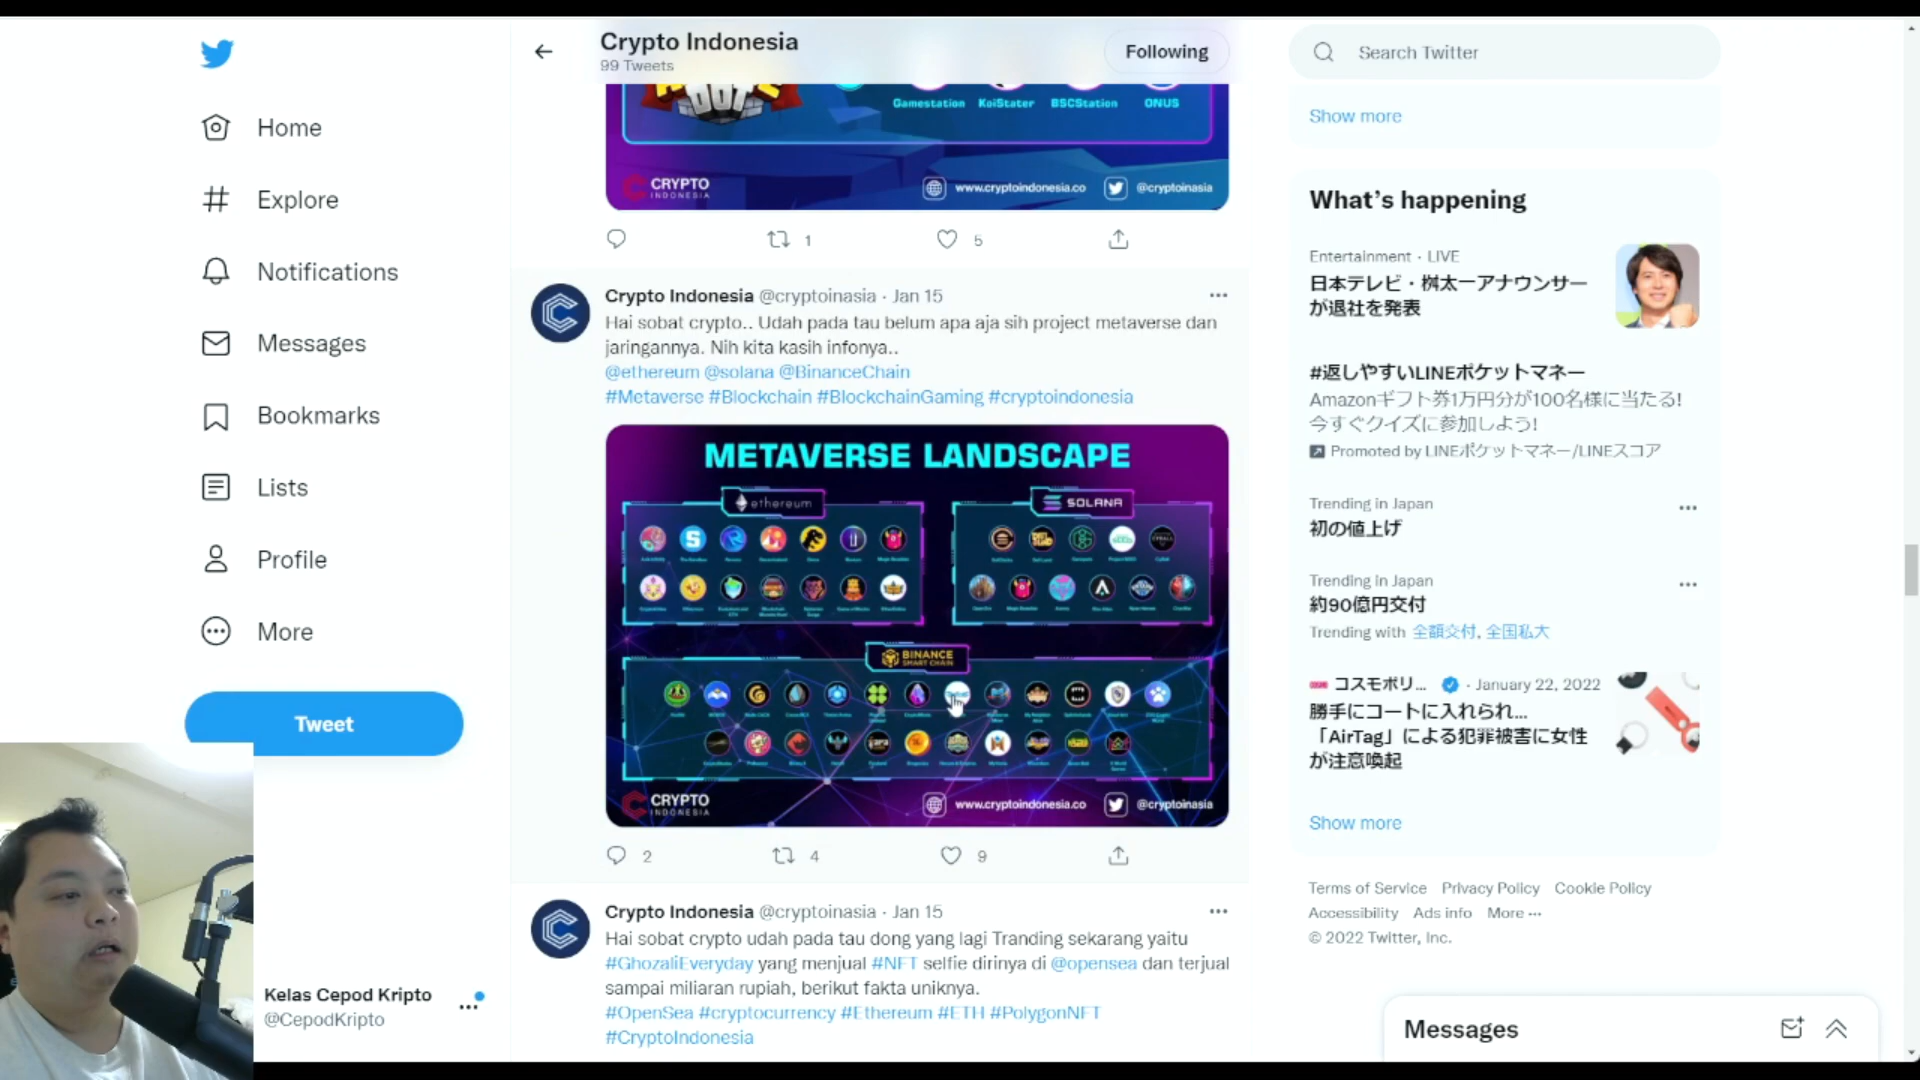 Home
Explore
Notifications
Messages
Bookmarks
Lists
Profile
More
Tweet
Kelas Cepod Kripto
@CepodKripto
Crypto Indonesia
99 Tweets
Following
Gamestation KoiStater BSCStation ONUS
CRYPTO
INDONESIA
www.cryptoindonesia.co
@cryptoinasia
1
5
Crypto Indonesia @cryptoinasia · Jan 15
Hai sobat crypto.. Udah pada tau belum apa aja sih project metaverse dan
jaringannya. Nih kita kasih infonya..
@ethereum @solana @BinanceChain
#Metaverse #Blockchain #BlockchainGaming #cryptoindonesia
METAVERSE LANDSCAPE
ethereum
SOLANA
BINANCE
SMART CHAIN
CRYPTO
INDONESIA
www.cryptoindonesia.co
@cryptoinasia
2
4
9
Crypto Indonesia @cryptoinasia · Jan 15
Hai sobat crypto udah pada tau dong yang lagi Tranding sekarang yaitu
#GhozaliEveryday yang menjual #NFT selfie dirinya di @opensea dan terjual
sampai miliaran rupiah, berikut fakta uniknya.
#OpenSea #cryptocurrency #Ethereum #ETH #PolygonNFT
#CryptoIndonesia
Search Twitter
Show more
What's happening
Entertainment · LIVE
日本テレビ・桝太一アナウンサー
が退社を発表
#返しやすいLINEポケットマネー
Amazonギフト券1万円分が100名様に当たる!
今すぐクイズに参加しよう!
Promoted by LINEポケットマネー/LINEスコア
Trending in Japan
初の値上げ
Trending in Japan
約90億円交付
Trending with 全額交付, 全国私大
コスモポリ... · January 22, 2022
勝手にコートに入れられ...
「AirTag」による犯罪被害に女性
が注意喚起
Show more
Terms of Service Privacy Policy Cookie Policy
Accessibility Ads info More ...
© 2022 Twitter, Inc.
Messages